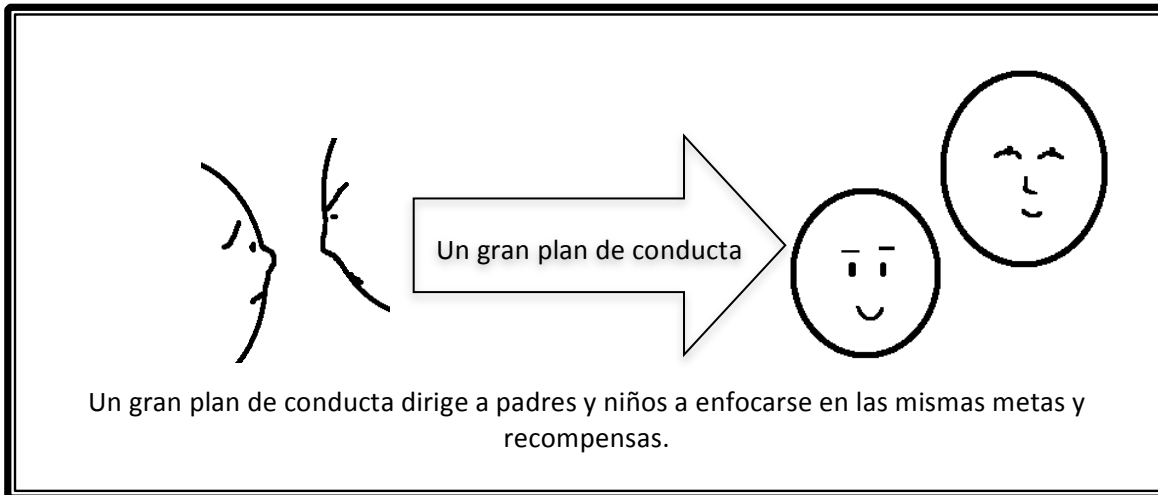 Un gran plan de conducta
Un gran plan de conducta dirige a padres y niños a enfocarse en las mismas metas y
recompensas.